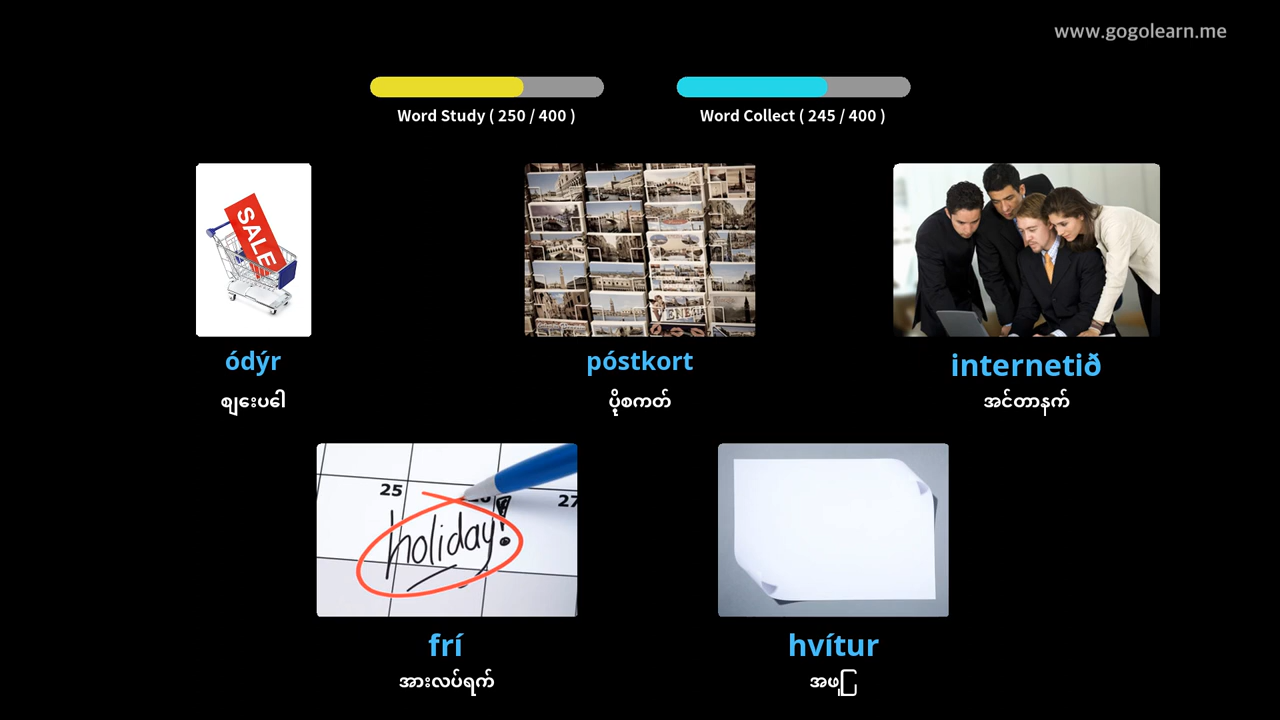 www.gogolearn.me
Word Study ( 250 / 400 )
Word Collect ( 245 / 400 )
SALE
VENEZIA
ódýr
póstkort
internetið
ဈေးပေါ
ပို့စကတ်
အင်တာနက်
25
27
holiday!
frí
hvítur
အားလပ်ရက်
အဖြူ